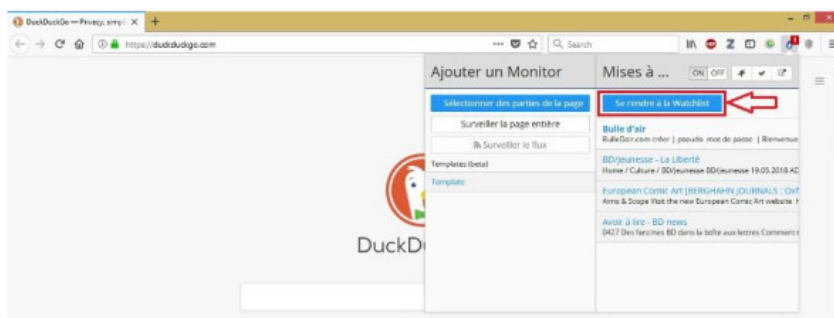 DuckDuckGo — Privacy, simpl
https://duckduckgo.com
Search
Ajouter un Monitor
Sélectionner des parties de la page
Surveiller la page entière
Surveiller le flux
Templates (beta)
Template
Mises à ...
ON OFF
Se rendre à la Watchlist
Bulle d'air
BulleDair.com créer | pseudo mot de passe | Bienvenue
BD/Jeunesse - La Liberté
Home / Culture / BD/Jeunesse BD/Jeunesse 19.05.2018 AD
European Comic Art [BERGHAHN JOURNALS : Oxf
Aims & Scope Visit the new European Comic Art website
Avoir à lire - BD news
0427 Des fanzines BD dans la boîte aux lettres Comment
DuckD